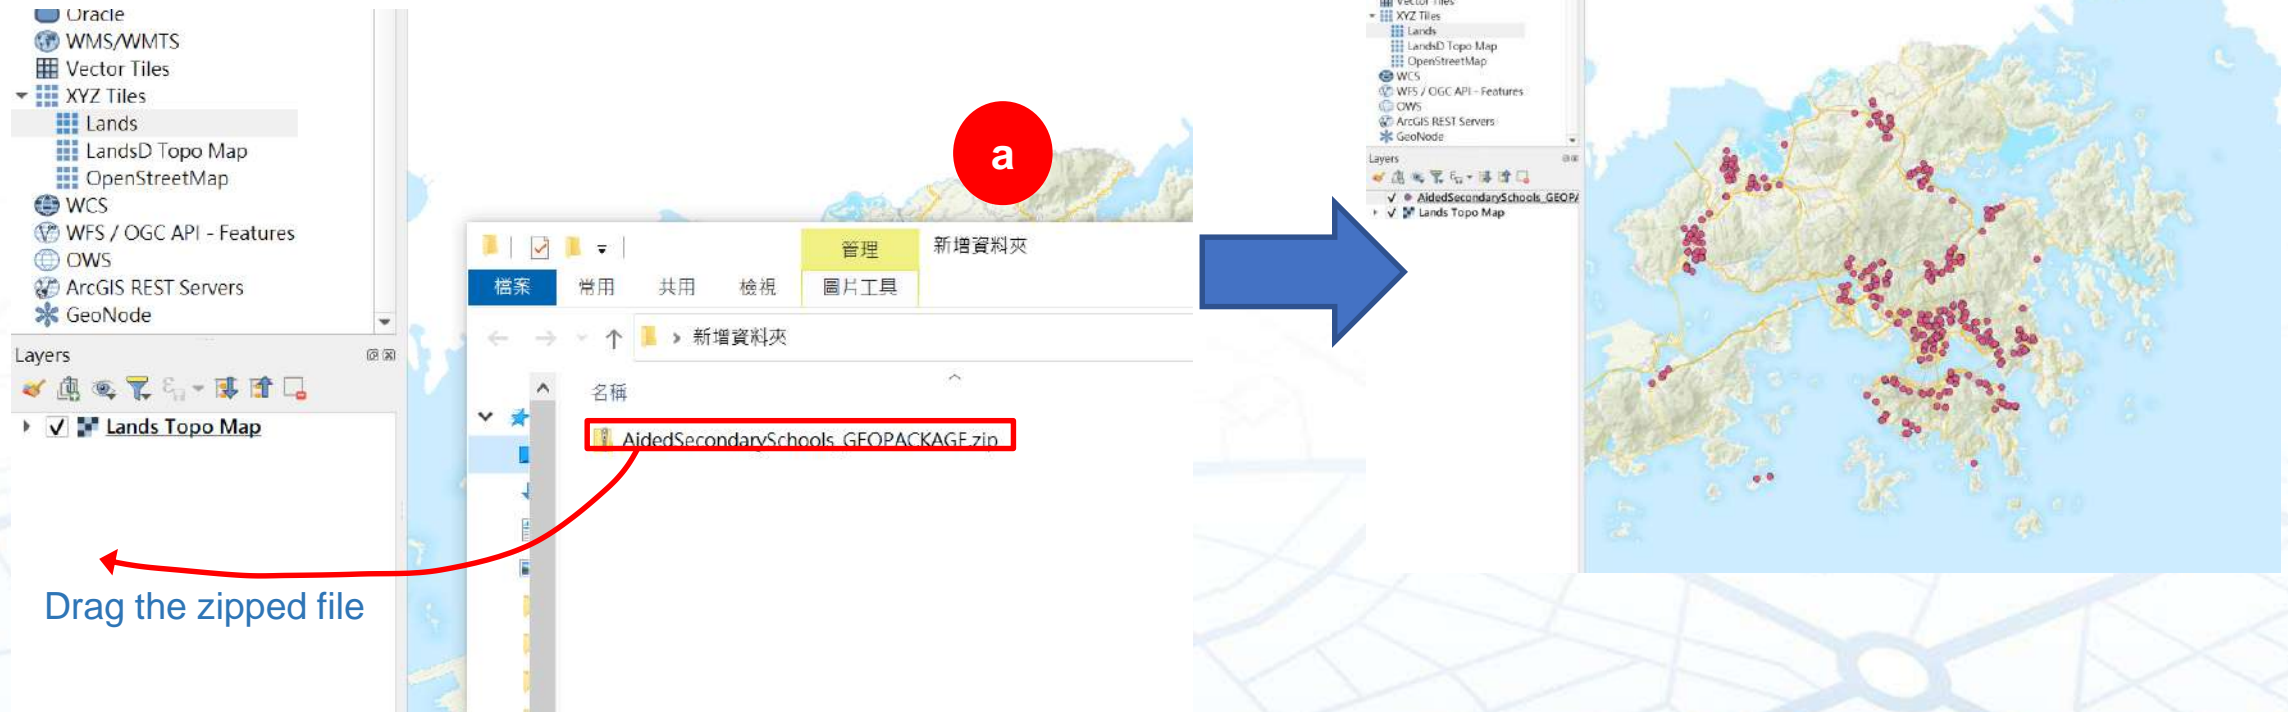 Oracle
WMS/WMTS
Vector Tiles
XYZ Tiles
Lands
LandsD Topo Map
OpenStreetMap
WCS
WFS / OGC API - Features
OWS
ArcGIS REST Servers
GeoNode
Layers
Lands Topo Map
Drag the zipped file
a
管理
新增資料夾
檔案
常用
共用
檢視
圖片工具
新增資料夾
名稱
AidedSecondarySchools_GEOPACKAGE.zip
Vector Tiles
XYZ Tiles
Lands
LandsD Topo Map
OpenStreetMap
WCS
WFS / OGC API - Features
OWS
ArcGIS REST Servers
GeoNode
Layers
AidedSecondarySchools_GEOPA
Lands Topo Map